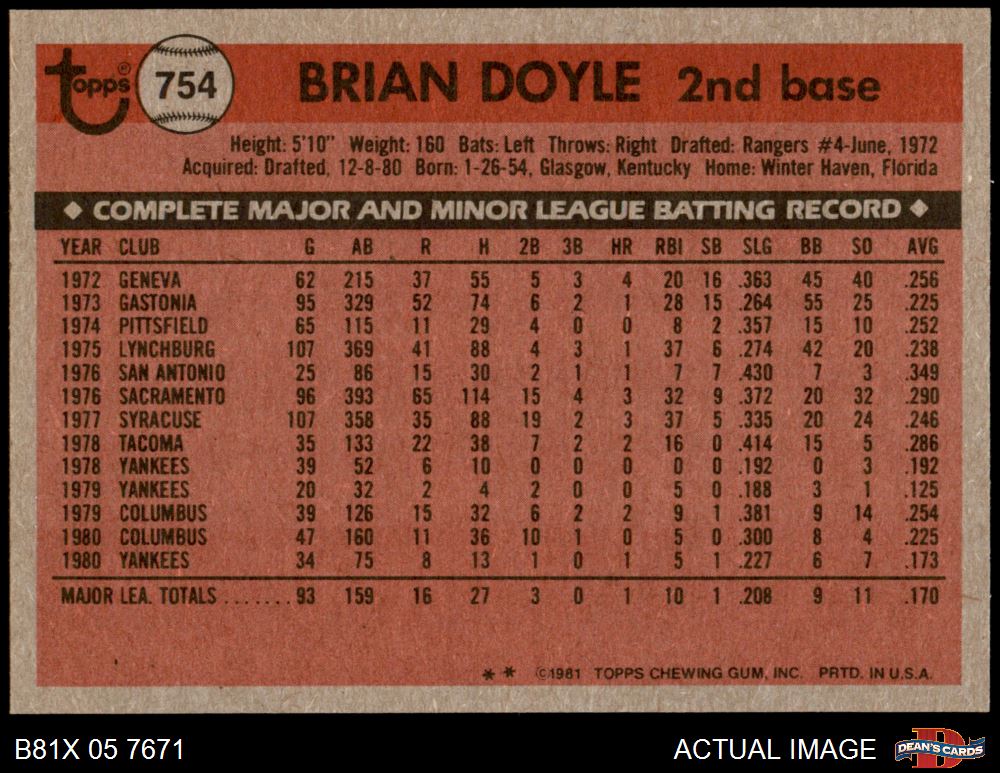 topps® 754 BRIAN DOYLE 2nd base
Height: 5'10" Weight: 160 Bats: Left Throws: Right Drafted: Rangers #4-June, 1972
Acquired: Drafted, 12-8-80 Born: 1-26-54, Glasgow, Kentucky Home: Winter Haven, Florida
◆ COMPLETE MAJOR AND MINOR LEAGUE BATTING RECORD ◆
YEAR CLUB G AB R H 2B 3B HR RBI SB SLG BB SO AVG
1972 GENEVA 62 215 37 55 5 3 4 20 16 .363 45 40 .256
1973 GASTONIA 95 329 52 74 6 2 1 28 15 .264 55 25 .225
1974 PITTSFIELD 65 115 11 29 4 0 0 8 2 .357 15 10 .252
1975 LYNCHBURG 107 369 41 88 4 3 1 37 6 .274 42 20 .238
1976 SAN ANTONIO 25 86 15 30 2 1 1 7 7 .430 7 3 .349
1976 SACRAMENTO 96 393 65 114 15 4 3 32 9 .372 20 32 .290
1977 SYRACUSE 107 358 35 88 19 2 3 37 5 .335 20 24 .246
1978 TACOMA 35 133 22 38 7 2 2 16 0 .414 15 5 .286
1978 YANKEES 39 52 6 10 0 0 0 0 0 .192 0 3 .192
1979 YANKEES 20 32 2 4 2 0 0 5 0 .188 3 1 .125
1979 COLUMBUS 39 126 15 32 6 2 2 9 1 .381 9 14 .254
1980 COLUMBUS 47 160 11 36 10 1 0 5 0 .300 8 4 .225
1980 YANKEES 34 75 8 13 1 0 1 5 1 .227 6 7 .173
MAJOR LEA. TOTALS ....... 93 159 16 27 3 0 1 10 1 .208 9 11 .170
* * ©1981 TOPPS CHEWING GUM, INC. PRTD. IN U.S.A.
B81X 05 7671 ACTUAL IMAGE D DEAN'S CARDS